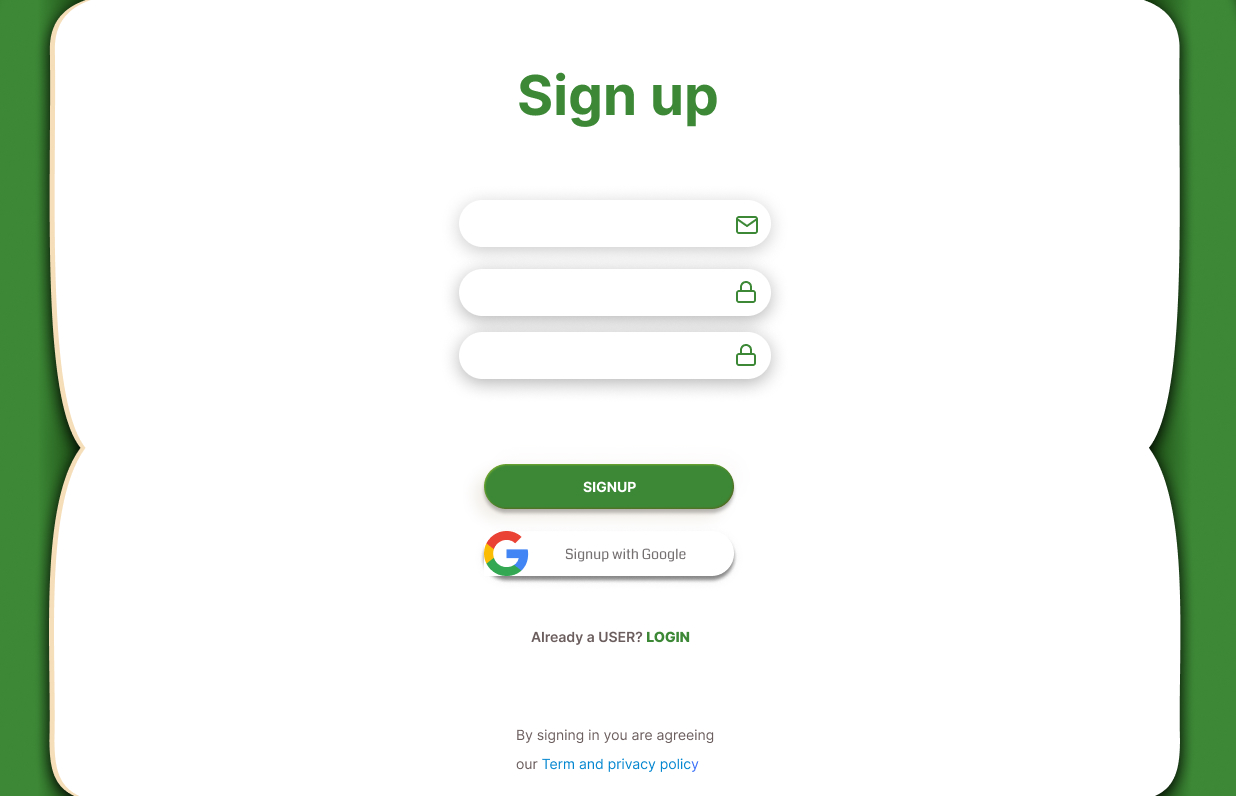 Sign up
SIGNUP
Signup with Google
Already a USER? LOGIN
By signing in you are agreeing
our Term and privacy policy